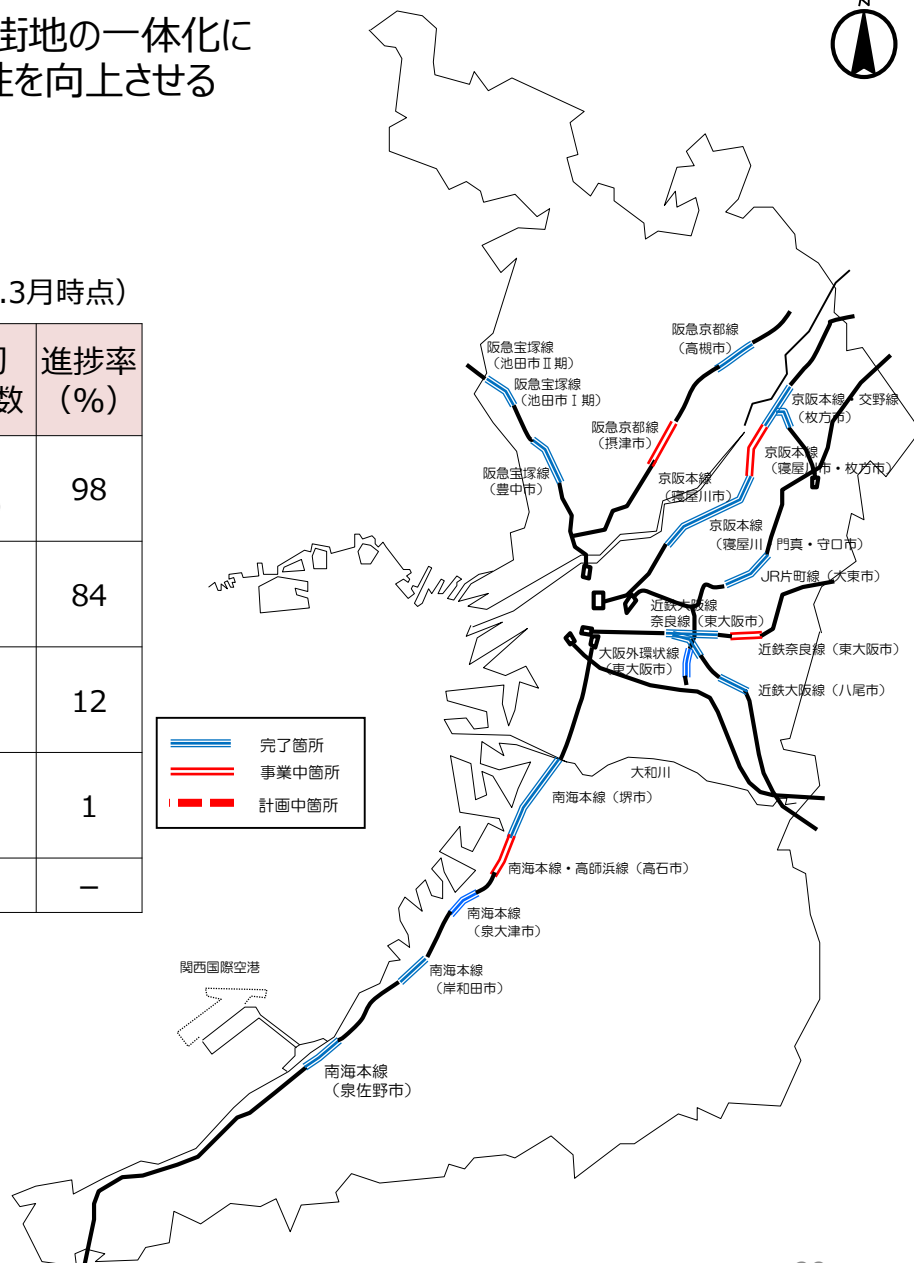 街地の一体化に
性を向上させる
N
.3月時点）
進捗率
数
（%）
98
84
12
1
–
阪急宝塚線
（池田市Ⅱ期）
阪急宝塚線
（池田市Ⅰ期）
阪急宝塚線
（豊中市）
阪急京都線
（高槻市）
阪急京都線
（摂津市）
京阪本線・交野線
（枚方市）
京阪本線
（寝屋川市・枚方市）
京阪本線
（寝屋川市）
京阪本線
（寝屋川　門真・守口市）
JR片町線（大東市）
近鉄大阪線
奈良線（東大阪市）
近鉄奈良線（東大阪市）
大阪外環状線
（東大阪市）
近鉄大阪線（八尾市）
完了箇所
事業中箇所
計画中箇所
大和川
南海本線（堺市）
南海本線・高師浜線（高石市）
南海本線
（泉大津市）
南海本線
（岸和田市）
関西国際空港
南海本線
（泉佐野市）